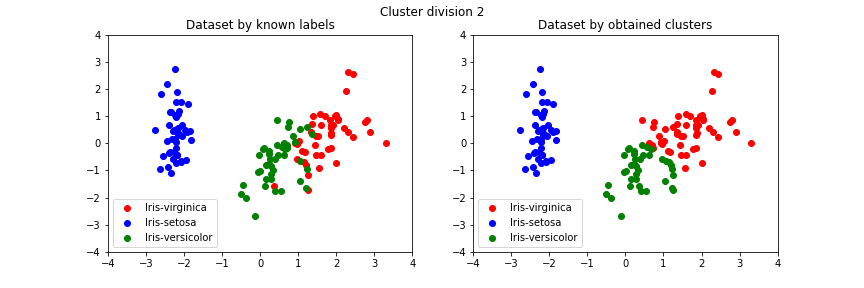 Cluster division 2
Dataset by known labels
4
3
2
1
0
−1
−2
−3
−4
−4 −3 −2 −1 0 1 2 3 4
Iris-virginica
Iris-setosa
Iris-versicolor
Dataset by obtained clusters
4
3
2
1
0
−1
−2
−3
−4
−4 −3 −2 −1 0 1 2 3 4
Iris-virginica
Iris-setosa
Iris-versicolor